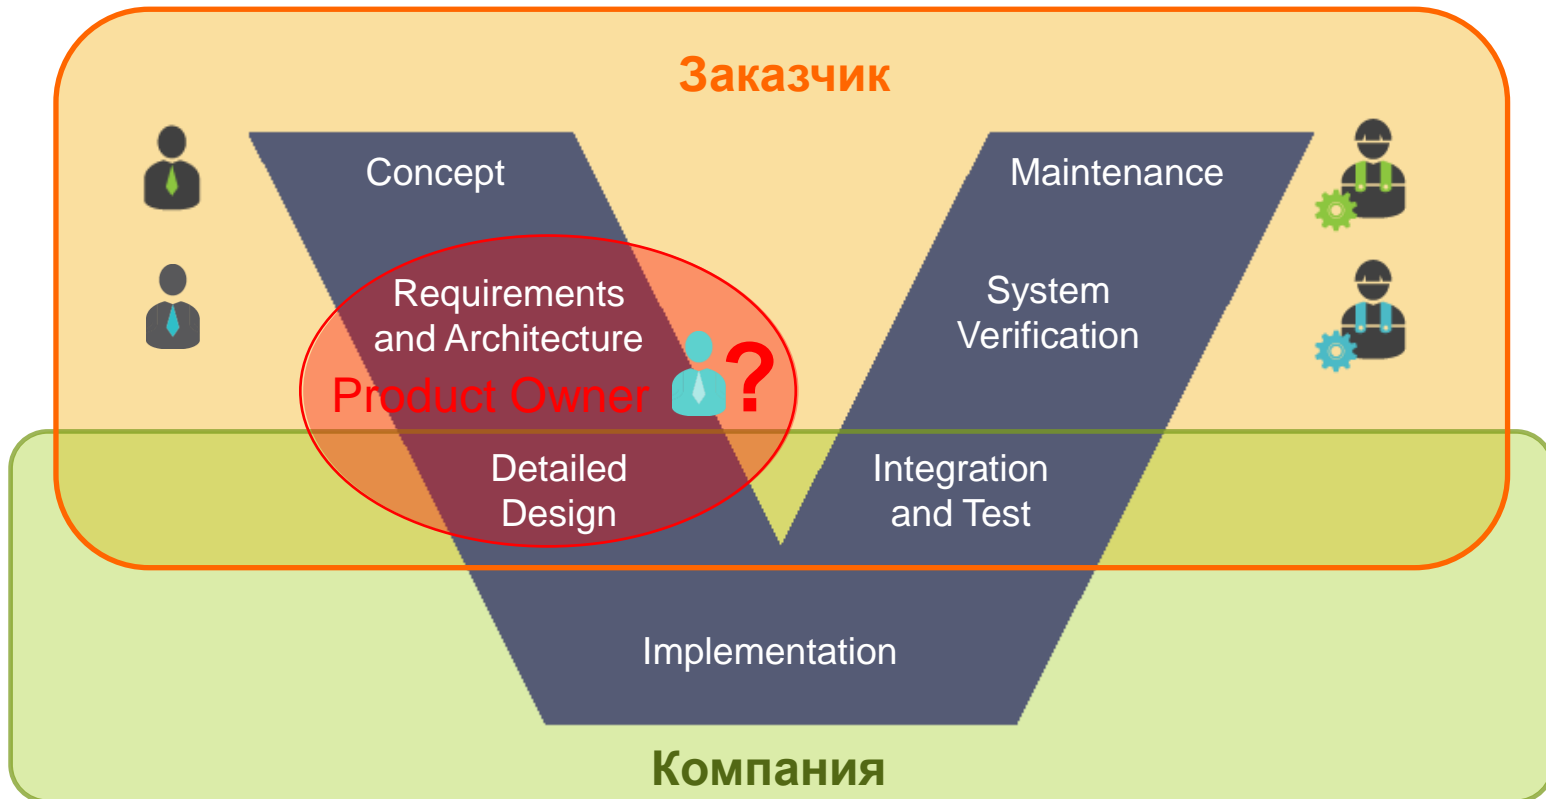 Заказчик
Concept
Maintenance
Requirements
and Architecture
System
Verification
Product Owner ?
Detailed
Design
Integration
and Test
Implementation
Компания